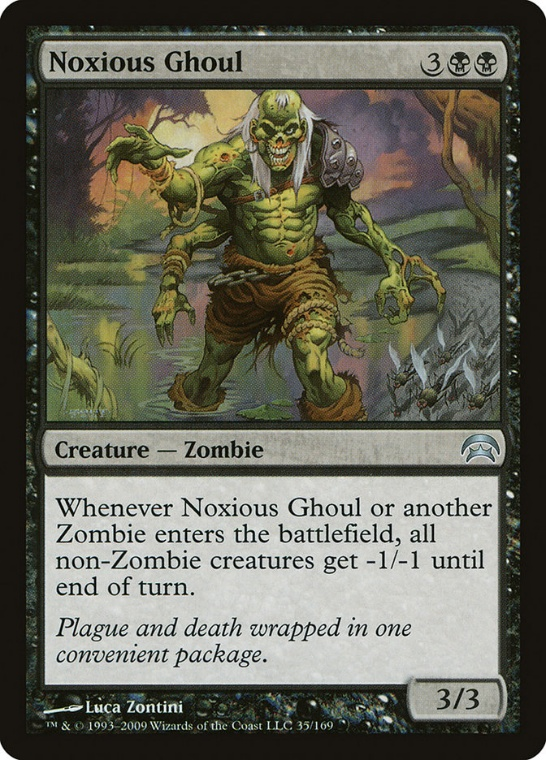 Noxious Ghoul 3
Creature — Zombie
Whenever Noxious Ghoul or another
Zombie enters the battlefield, all
non-Zombie creatures get -1/-1 until
end of turn.
Plague and death wrapped in one
convenient package.
3/3
Luca Zontini
™ & © 1993–2009 Wizards of the Coast LLC 35/169